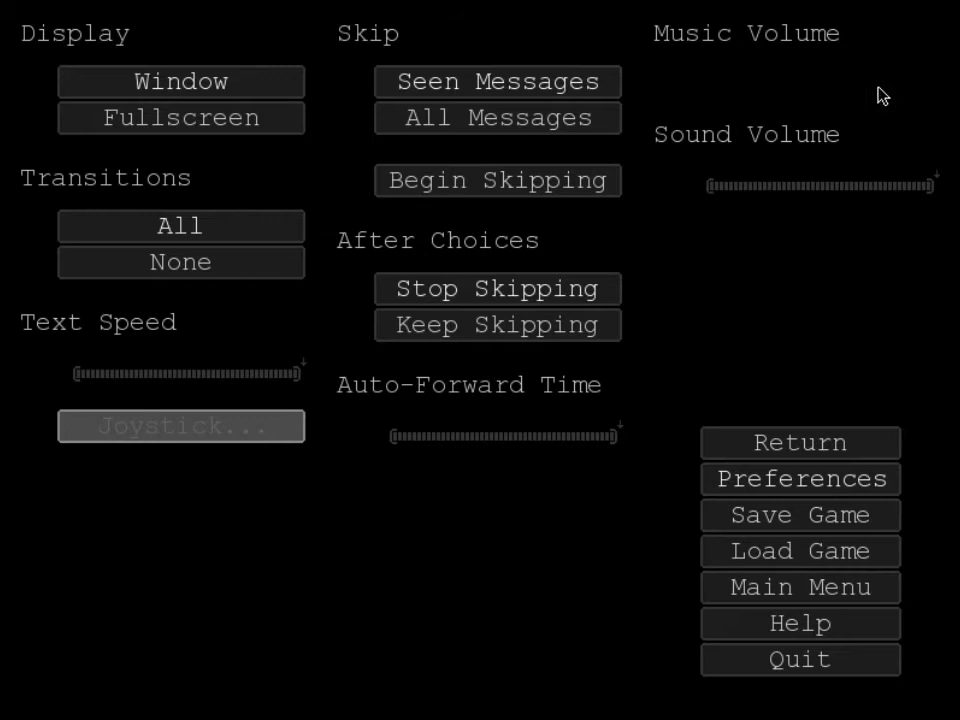 Display
Window
Fullscreen
Transitions
All
None
Text Speed
Joystick...
Skip
Seen Messages
All Messages
Begin Skipping
After Choices
Stop Skipping
Keep Skipping
Auto-Forward Time
Music Volume
Sound Volume
Return
Preferences
Save Game
Load Game
Main Menu
Help
Quit